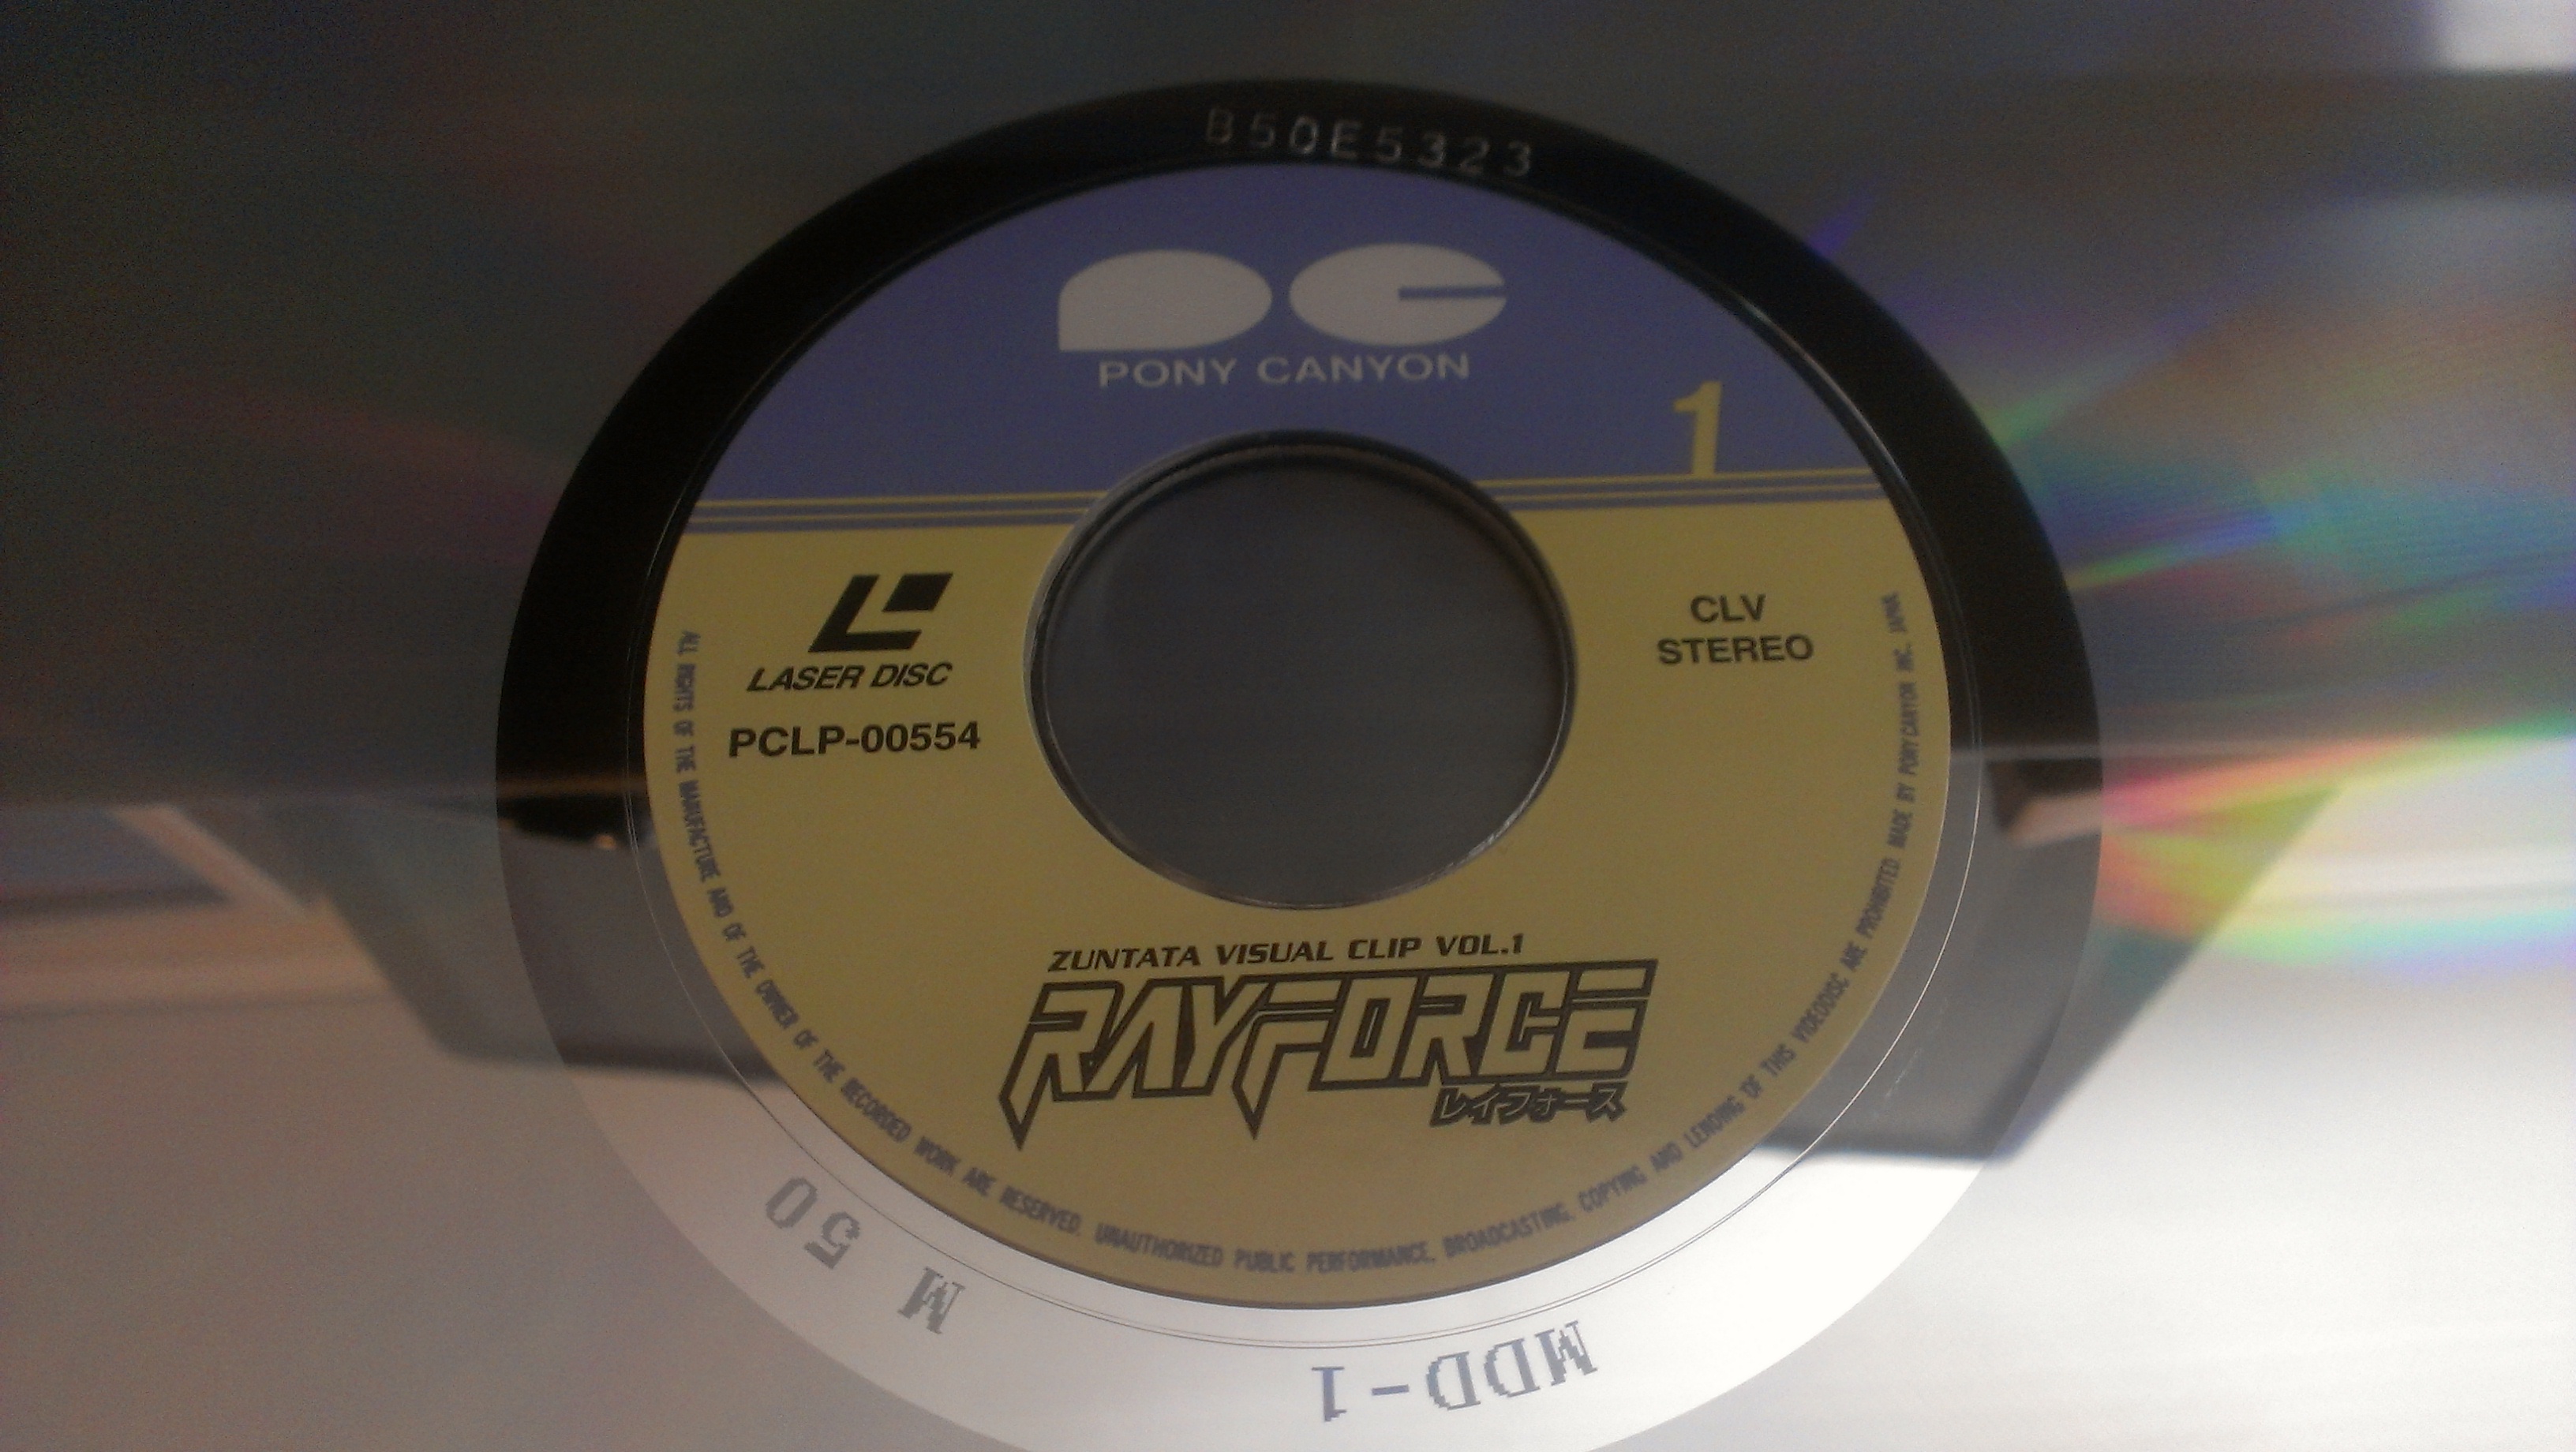 B50E5323
PONY CANYON
1
LASER DISC
PCLP-00554
CLV
STEREO
ZUNTATA VISUAL CLIP VOL.1
RAYFORCE
レイフォース
ALL RIGHTS OF THE MANUFACTURE AND OF THE OWNER OF THE RECORDED WORK ARE RESERVED. UNAUTHORIZED PUBLIC PERFORMANCE, BROADCASTING, COPYING AND LENDING OF THIS VIDEODISC ARE PROHIBITED MADE BY PONY CANYON INC. JAPAN.
M 50
MDD-1